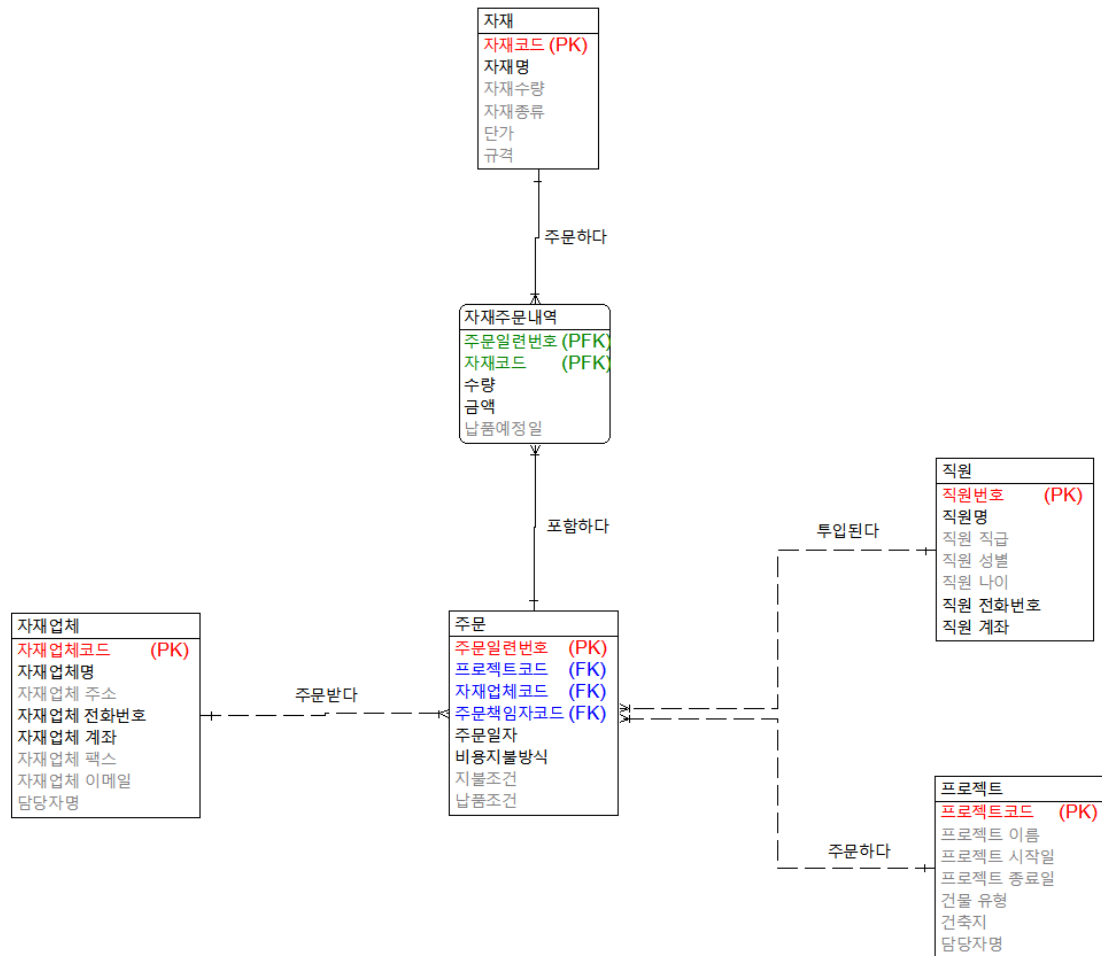 자재
자재코드 (PK)
자재명
자재수량
자재종류
단가
규격
주문하다
자재주문내역
주문일련번호 (PFK)
자재코드 (PFK)
수량
금액
납품예정일
포함하다
직원
직원번호 (PK)
직원명
직원 직급
직원 성별
직원 나이
직원 전화번호
직원 계좌
투입된다
자재업체
자재업체코드 (PK)
자재업체명
자재업체 주소
자재업체 전화번호
자재업체 계좌
자재업체 팩스
자재업체 이메일
담당자명
주문받다
주문
주문일련번호 (PK)
프로젝트코드 (FK)
자재업체코드 (FK)
주문책임자코드 (FK)
주문일자
비용지불방식
지불조건
납품조건
주문하다
프로젝트
프로젝트코드 (PK)
프로젝트 이름
프로젝트 시작일
프로젝트 종료일
건물 유형
건축지
담당자명